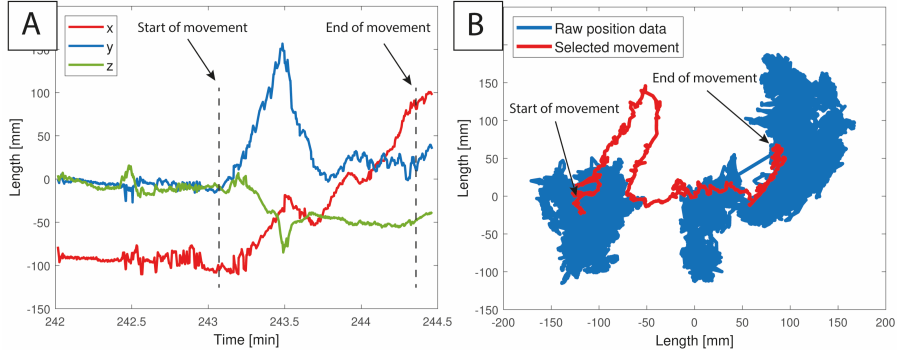 A
x
y
z
Start of movement
End of movement
150
100
50
0
-50
-100
-150
Length [mm]
242
242.5
243
243.5
244
244.5
Time [min]
B
Raw position data
Selected movement
Start of movement
End of movement
200
150
100
50
0
-50
-100
-150
Length [mm]
-200
-150
-100
-50
0
50
100
150
200
Length [mm]